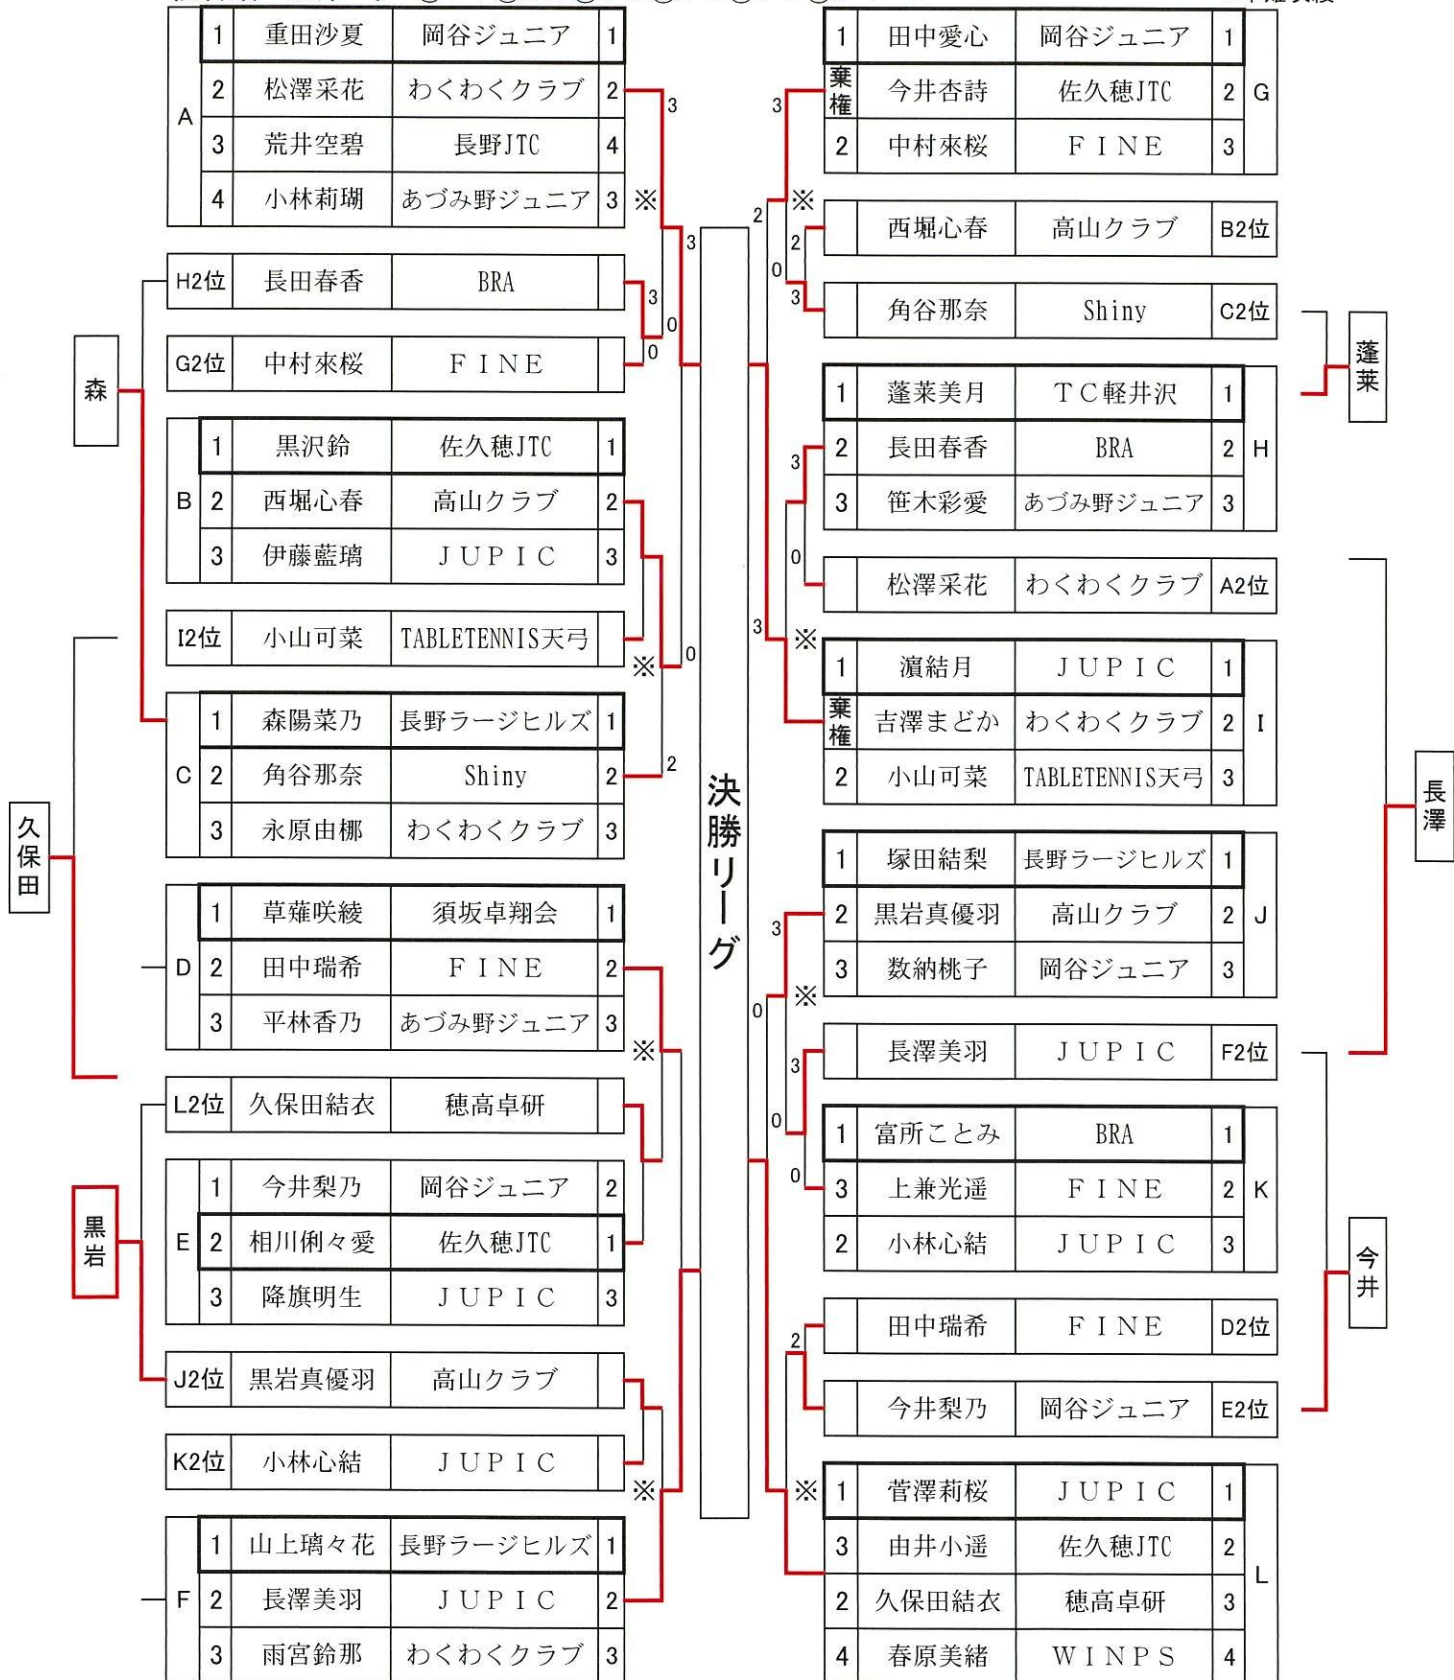 A
1 重田沙夏 岡谷ジュニア 1
2 松澤采花 わくわくクラブ 2
3 荒井空碧 長野JTC 4
4 小林莉瑚 あづみ野ジュニア 3
※
3
3
H2位 長田春香 BRA
3
0
0
G2位 中村來桜 ＦＩＮＥ
森
B
1 黒沢鈴 佐久穂JTC 1
2 西堀心春 高山クラブ 2
3 伊藤藍璃 ＪＵＰＩＣ 3
I2位 小山可菜 TABLETENNIS天弓
※
0
C
1 森陽菜乃 長野ラージヒルズ 1
2 角谷那奈 Shiny 2
3 永原由梛 わくわくクラブ 3
2
久保田
D
1 草薙咲綾 須坂卓翔会 1
2 田中瑞希 ＦＩＮＥ 2
3 平林香乃 あづみ野ジュニア 3
※
L2位 久保田結衣 穂高卓研
E
1 今井梨乃 岡谷ジュニア 2
2 相川俐々愛 佐久穂JTC 1
3 降旗明生 ＪＵＰＩＣ 3
黒岩
J2位 黒岩真優羽 高山クラブ
K2位 小林心結 ＪＵＰＩＣ
※
F
1 山上璃々花 長野ラージヒルズ 1
2 長澤美羽 ＪＵＰＩＣ 2
3 雨宮鈴那 わくわくクラブ 3
決勝リーグ
1 田中愛心 岡谷ジュニア 1
棄権 今井杏詩 佐久穂JTC 2
2 中村來桜 ＦＩＮＥ 3
G
3
2
※
西堀心春 高山クラブ B2位
2
0
3
角谷那奈 Shiny C2位
蓬莱
1 蓬莱美月 ＴＣ軽井沢 1
2 長田春香 BRA 2
3 笹木彩愛 あづみ野ジュニア 3
H
3
0
松澤采花 わくわくクラブ A2位
3
※
1 濵結月 ＪＵＰＩＣ 1
棄権 吉澤まどか わくわくクラブ 2
2 小山可菜 TABLETENNIS天弓 3
I
長澤
1 塚田結梨 長野ラージヒルズ 1
2 黒岩真優羽 高山クラブ 2
3 数納桃子 岡谷ジュニア 3
J
3
※
0
長澤美羽 ＪＵＰＩＣ F2位
3
0
0
1 富所ことみ BRA 1
3 上兼光遥 ＦＩＮＥ 2
2 小林心結 ＪＵＰＩＣ 3
K
今井
田中瑞希 ＦＩＮＥ D2位
2
今井梨乃 岡谷ジュニア E2位
※
1 菅澤莉桜 ＪＵＰＩＣ 1
3 由井小遥 佐久穂JTC 2
2 久保田結衣 穂高卓研 3
4 春原美緒 ＷＩＮＰＳ 4
L